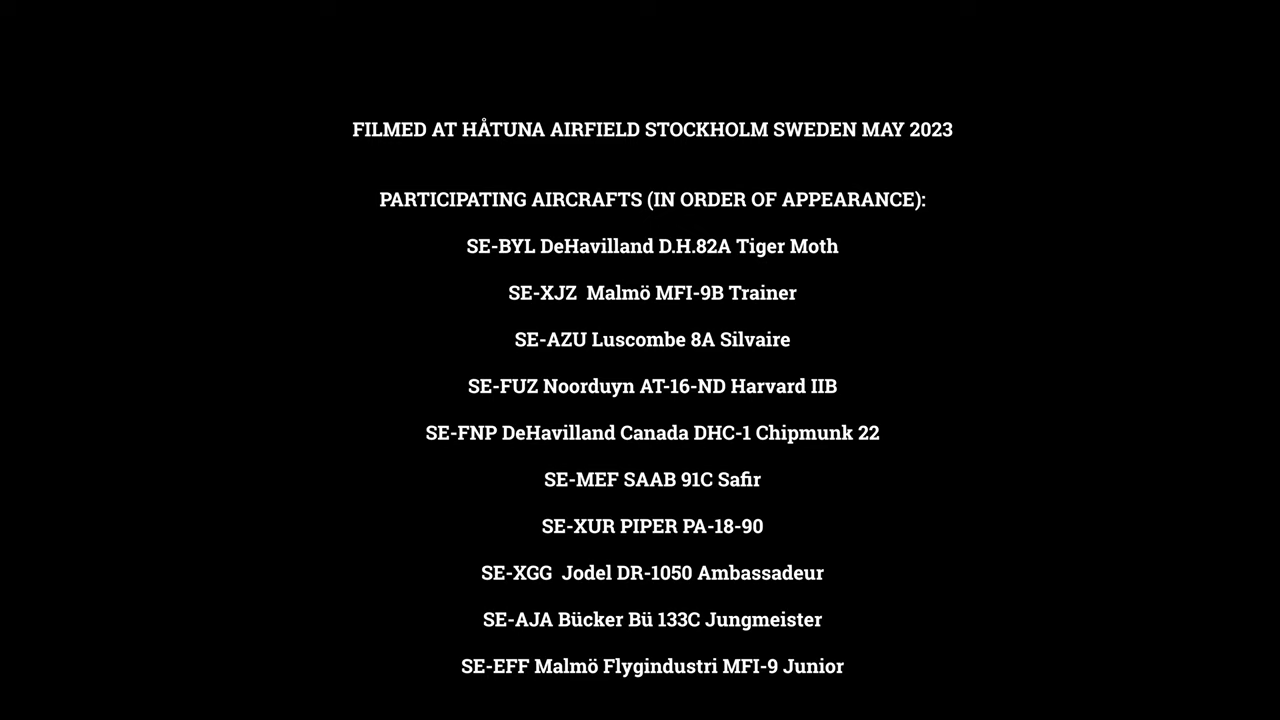 FILMED AT HÅTUNA AIRFIELD STOCKHOLM SWEDEN MAY 2023
PARTICIPATING AIRCRAFTS (IN ORDER OF APPEARANCE):
SE-BYL DeHavilland D.H.82A Tiger Moth
SE-XJZ  Malmö MFI-9B Trainer
SE-AZU Luscombe 8A Silvaire
SE-FUZ Noorduyn AT-16-ND Harvard IIB
SE-FNP DeHavilland Canada DHC-1 Chipmunk 22
SE-MEF SAAB 91C Safir
SE-XUR PIPER PA-18-90
SE-XGG  Jodel DR-1050 Ambassadeur
SE-AJA Bücker Bü 133C Jungmeister
SE-EFF Malmö Flygindustri MFI-9 Junior